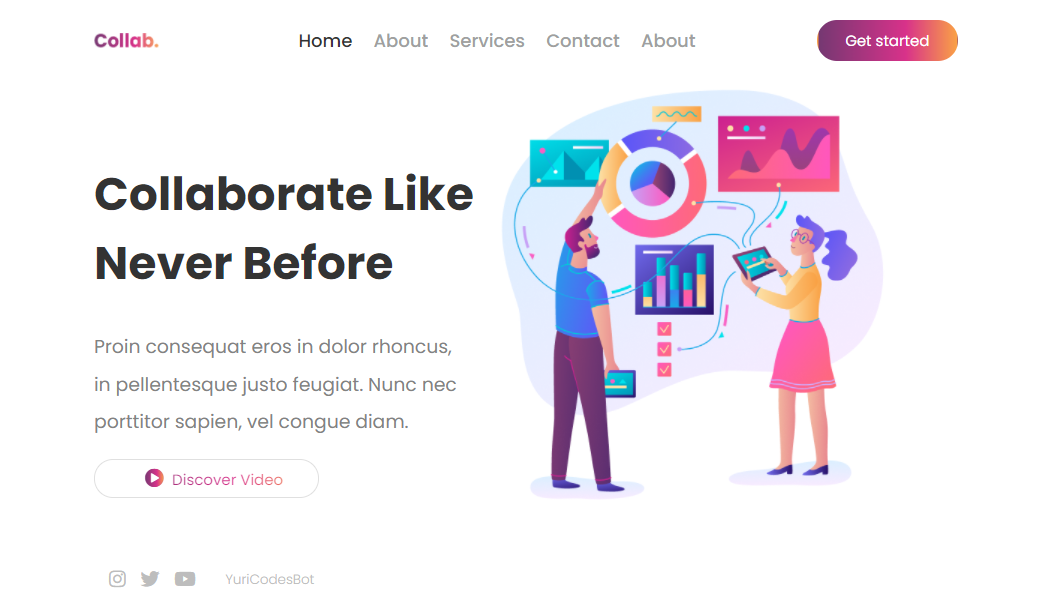 Collab.
Home About Services Contact About
Get started
Collaborate Like
Never Before
Proin consequat eros in dolor rhoncus,
in pellentesque justo feugiat. Nunc nec
porttitor sapien, vel congue diam.
Discover Video
YuriCodesBot